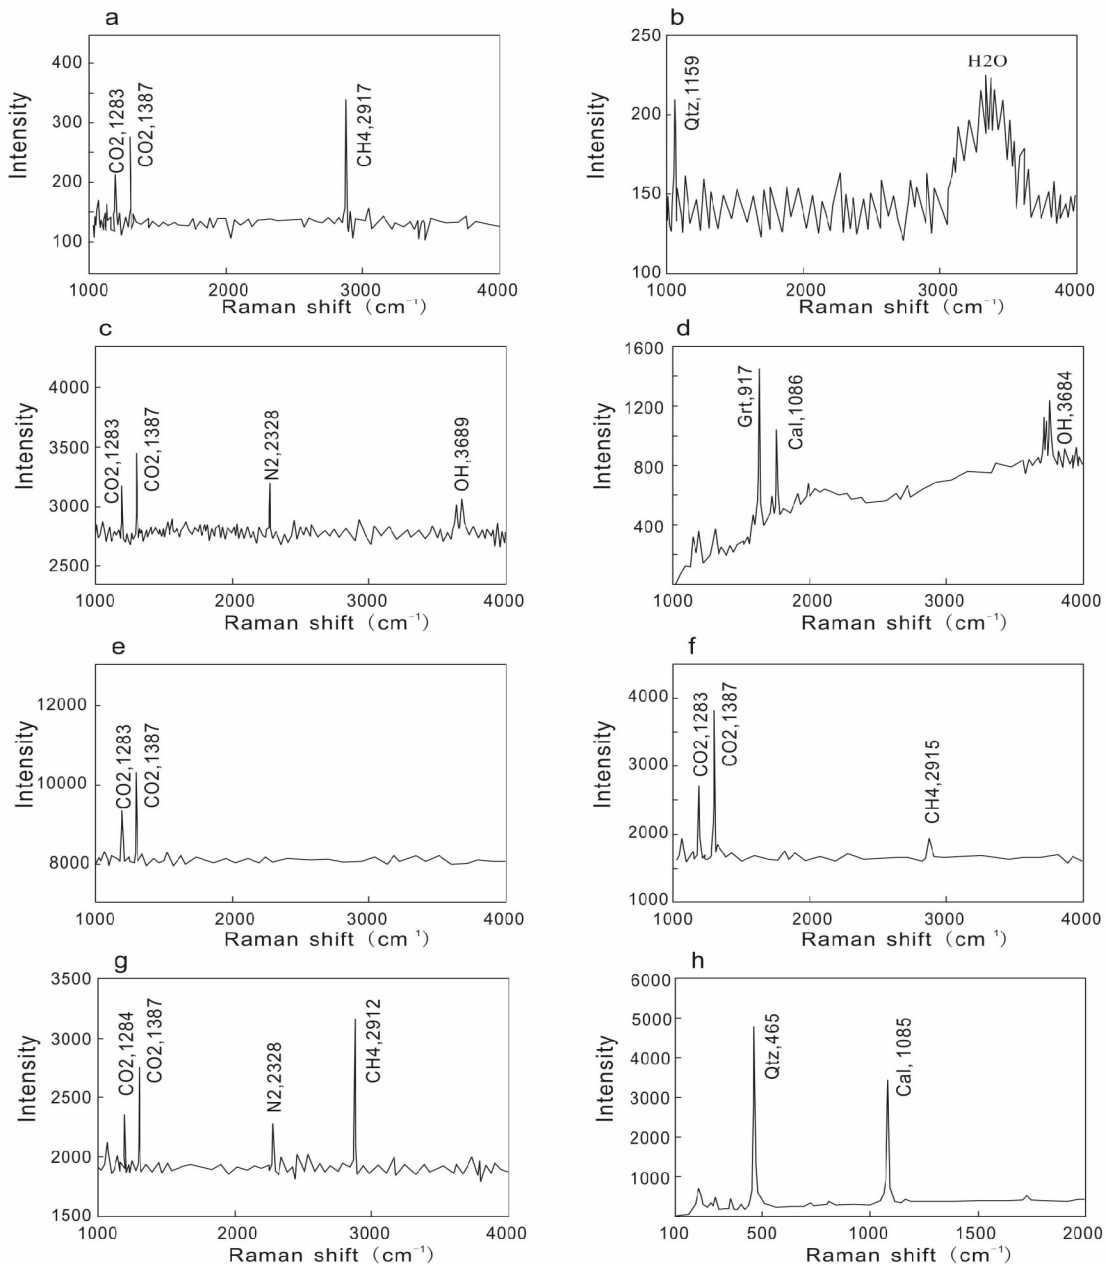 a
400
300
200
100
Intensity
CO2,1283
CO2,1387
CH4,2917
1000 2000 3000 4000
Raman shift (cm⁻¹)
b
250
200
150
100
Intensity
Qtz,1159
H2O
1000 2000 3000 4000
Raman shift (cm⁻¹)
c
4000
3500
3000
2500
Intensity
CO2,1283
CO2,1387
N2,2328
OH,3689
1000 2000 3000 4000
Raman shift (cm⁻¹)
d
1600
1200
800
400
Intensity
Grt,917
Cal,1086
OH,3684
1000 2000 3000 4000
Raman shift (cm⁻¹)
e
12000
10000
8000
Intensity
CO2,1283
CO2,1387
1000 2000 3000 4000
Raman shift (cm⁻¹)
f
4000
3000
2000
1000
Intensity
CO2,1283
CO2,1387
CH4,2915
1000 2000 3000 4000
Raman shift (cm⁻¹)
g
3500
3000
2500
2000
1500
Intensity
CO2,1284
CO2,1387
N2,2328
CH4,2912
1000 2000 3000 4000
Raman shift (cm⁻¹)
h
6000
5000
4000
3000
2000
1000
Intensity
Qtz,465
Cal, 1085
100 500 1000 1500 2000
Raman shift (cm⁻¹)